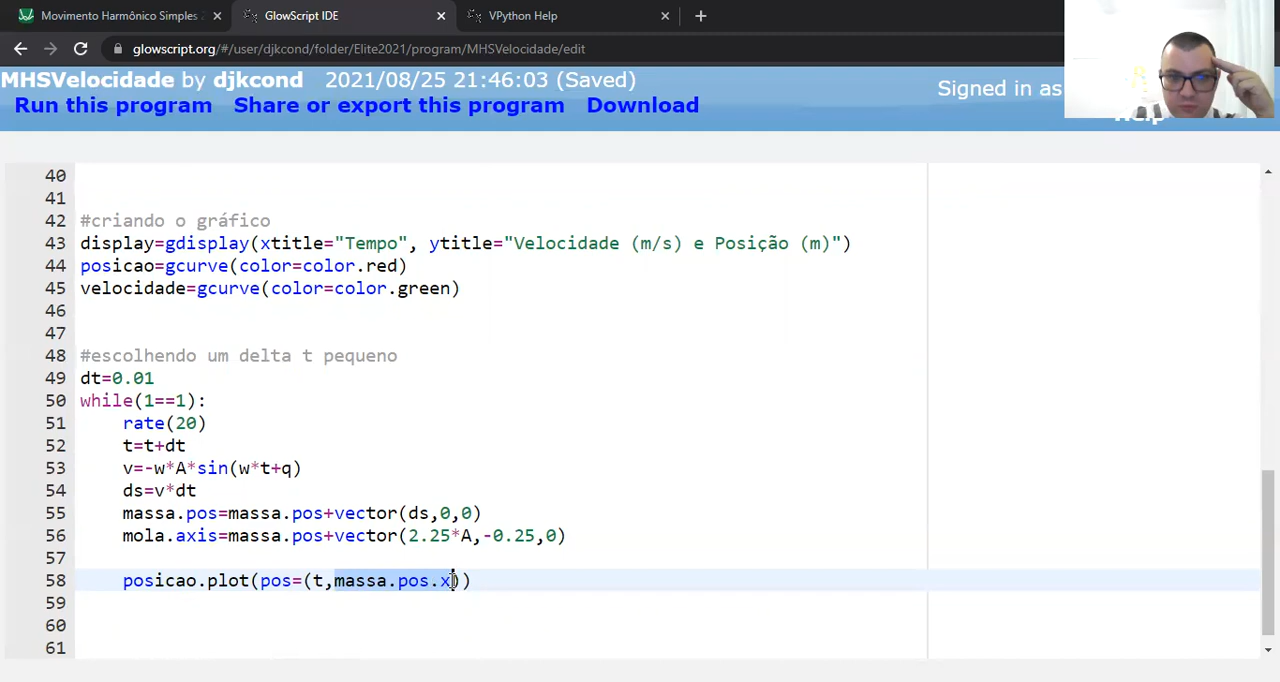 Movimento Harmônico Simples
GlowScript IDE
VPython Help
glowscript.org/#/user/djkcond/folder/Elite2021/program/MHSVelocidade/edit
MHSVelocidade by djkcond 2021/08/25 21:46:03 (Saved)
Signed in as
Run this program Share or export this program Download
Help
40
41
42 #criando o gráfico
43 display=gdisplay(xtitle="Tempo", ytitle="Velocidade (m/s) e Posição (m)")
44 posicao=gcurve(color=color.red)
45 velocidade=gcurve(color=color.green)
46
47
48 #escolhendo um delta t pequeno
49 dt=0.01
50 while(1==1):
51 rate(20)
52 t=t+dt
53 v=-w*A*sin(w*t+q)
54 ds=v*dt
55 massa.pos=massa.pos+vector(ds,0,0)
56 mola.axis=massa.pos+vector(2.25*A,-0.25,0)
57
58 posicao.plot(pos=(t,massa.pos.x))
59
60
61